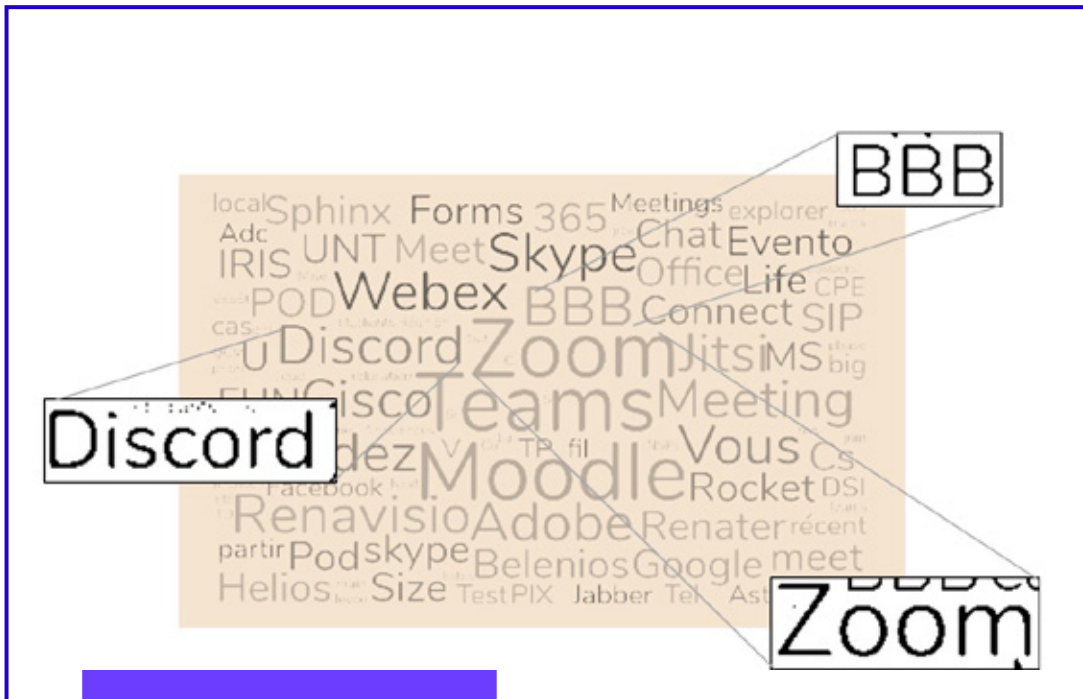 BBB
local Sphinx Forms 365 Meetings explorer
Adc UNT Meet Skype Chat Evento
IRIS Office Life CPE
POD Webex BBB Connect SIP
cas U Discord Zoom Jitsi MS big
Cisco Teams Meeting
Discord
dez Moodle TP fil Vous Cs
Facebook Rocket DSI
Renavisio Adobe Renater récent
partir Pod skype Belenios Google meet
Helios Size Test PIX Jabber Tel Ast
Zoom